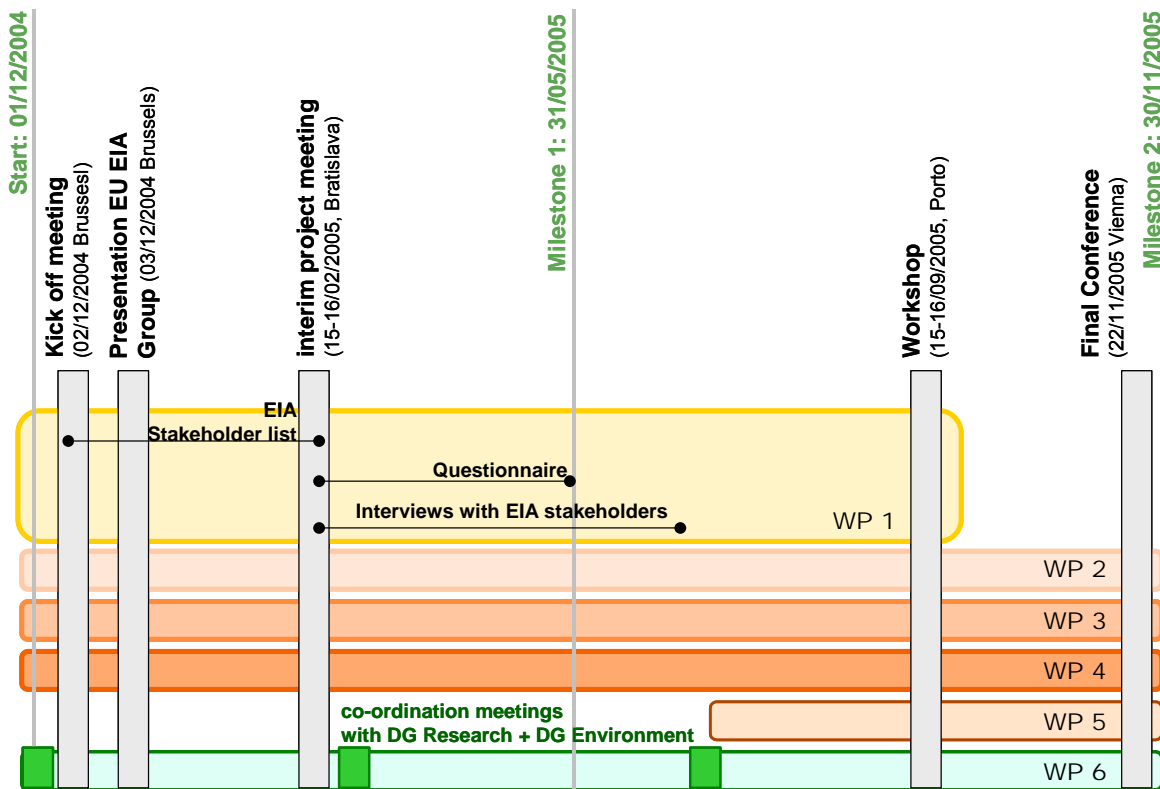 Start: 01/12/2004
Kick off meeting
(02/12/2004 Brussesl)
Presentation EU EIA
Group (03/12/2004 Brussels)
interim project meeting
(15-16/02/2005, Bratislava)
Milestone 1: 31/05/2005
Workshop
(15-16/09/2005, Porto)
Final Conference
(22/11/2005 Vienna)
Milestone 2: 30/11/2005
EIA
Stakeholder list
Questionnaire
Interviews with EIA stakeholders
WP 1
WP 2
WP 3
WP 4
co-ordination meetings
with DG Research + DG Environment
WP 5
WP 6